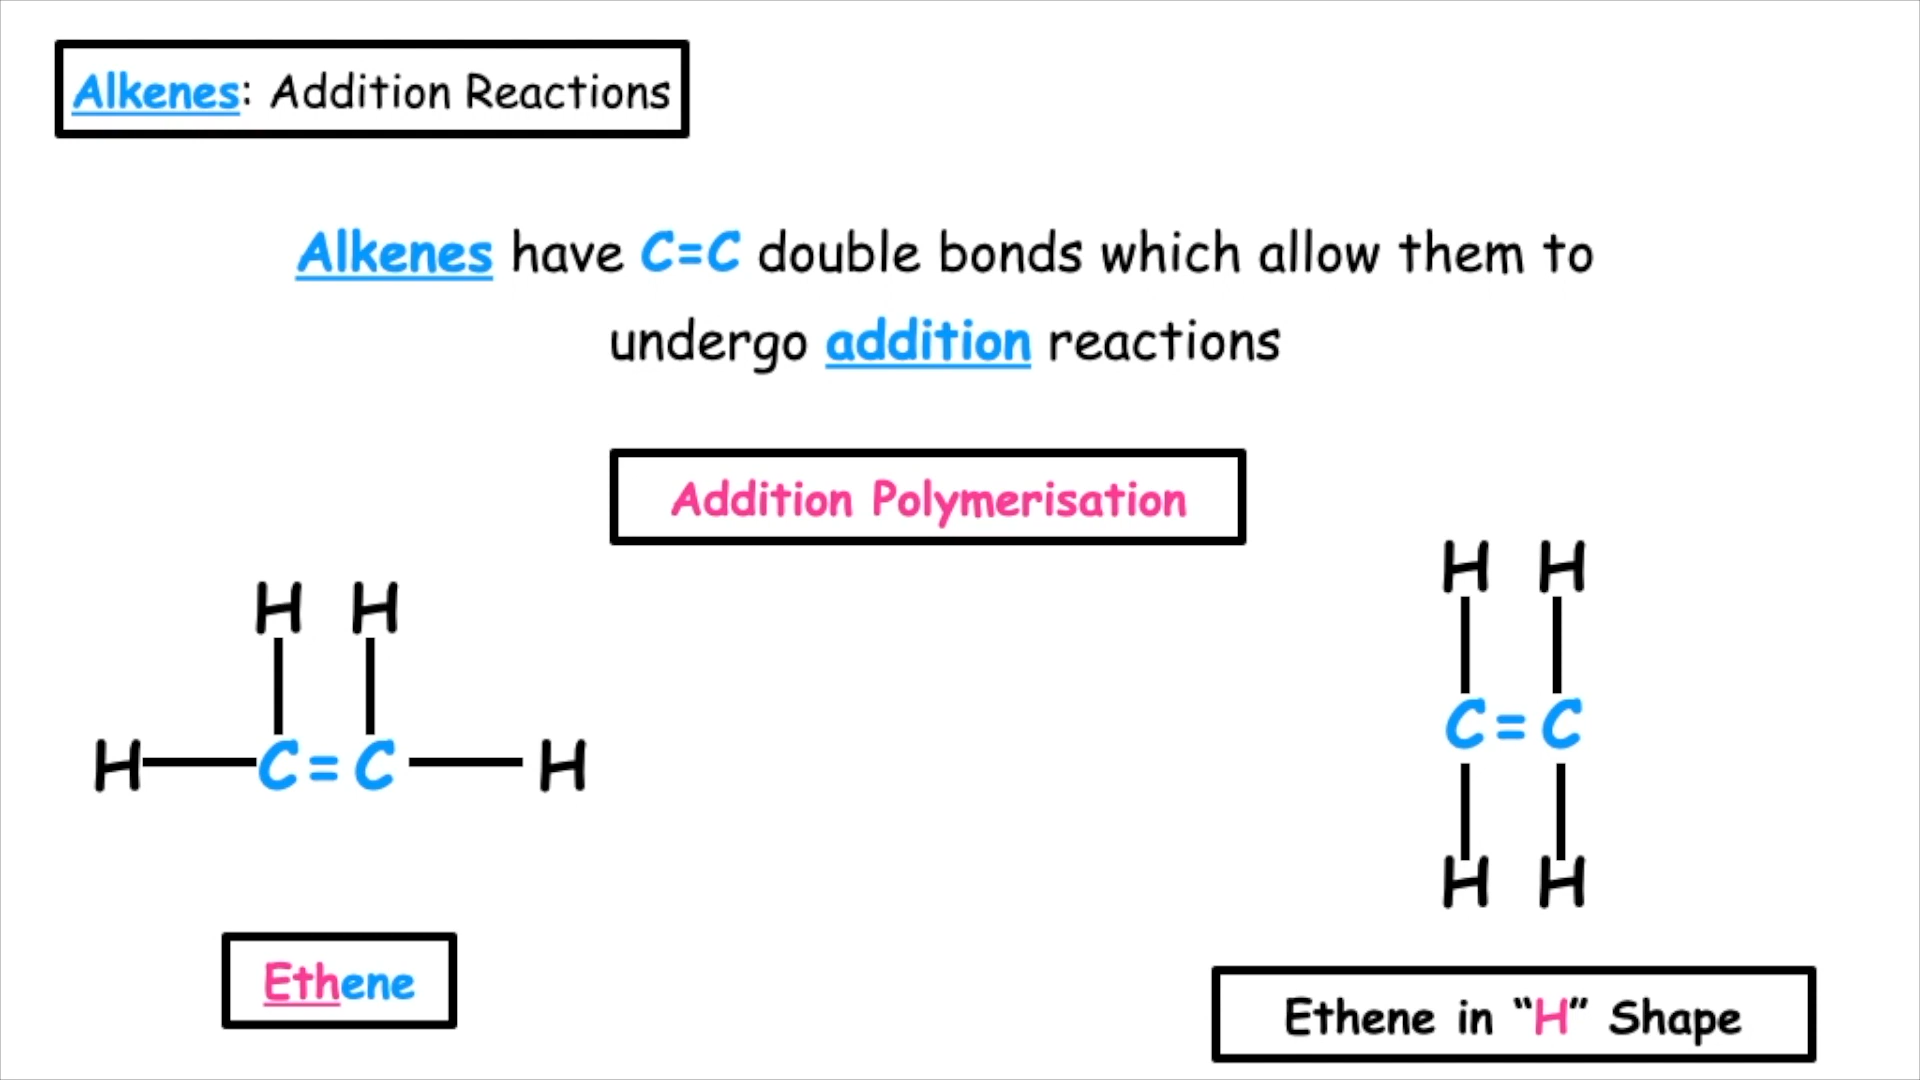 Alkenes: Addition Reactions
Alkenes have C=C double bonds which allow them to
undergo addition reactions
Addition Polymerisation
H H
H C = C H
Ethene
H H
C = C
H H
Ethene in “H” Shape